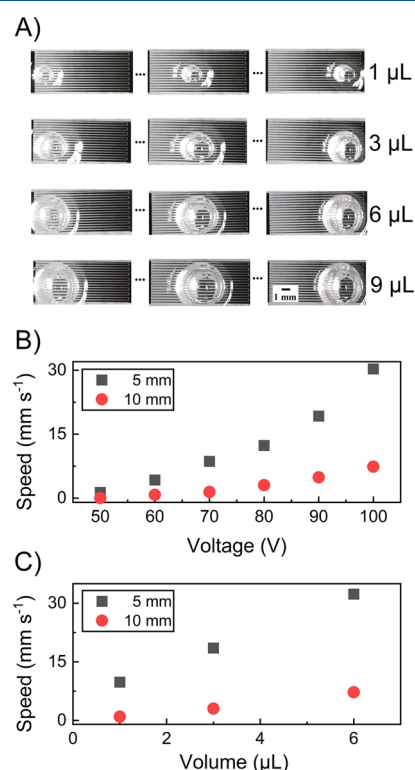 A)
... ... 1 µL
... ... 3 µL
... ... 6 µL
... ... 9 µL
1 mm
B)
30
15
0
Speed (mm s⁻¹)
5 mm
10 mm
50 60 70 80 90 100
Voltage (V)
C)
30
15
0
Speed (mm s⁻¹)
5 mm
10 mm
0 2 4 6
Volume (µL)